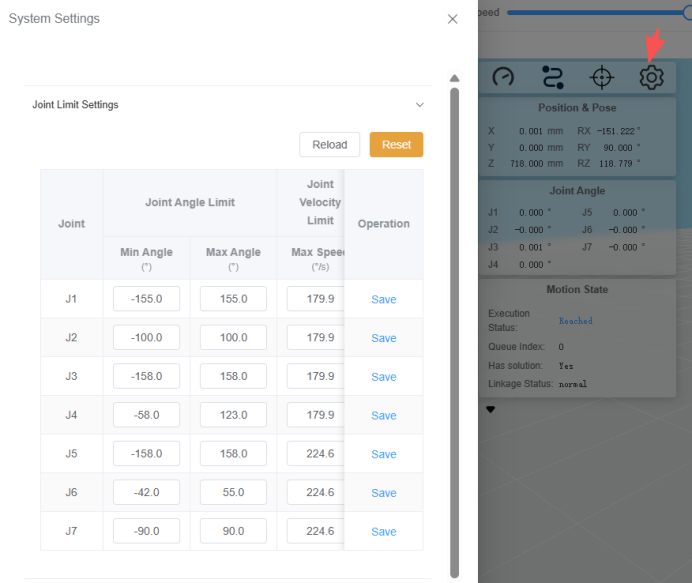 System Settings
Joint Limit Settings
Reload Reset
Joint Joint Angle Limit Joint Velocity Limit Operation
Min Angle (°) Max Angle (°) Max Speed (°/s)
J1 -155.0 155.0 179.9 Save
J2 -100.0 100.0 179.9 Save
J3 -158.0 158.0 179.9 Save
J4 -58.0 123.0 179.9 Save
J5 -158.0 158.0 224.6 Save
J6 -42.0 55.0 224.6 Save
J7 -90.0 90.0 224.6 Save
peed
Position & Pose
X 0.001 mm RX -151.222 °
Y 0.000 mm RY 90.000 °
Z 718.000 mm RZ 118.779 °
Joint Angle
J1 0.000 ° J5 0.000 °
J2 -0.000 ° J6 -0.000 °
J3 0.001 ° J7 -0.000 °
J4 0.000 °
Motion State
Execution Status: Reached
Queue Index: 0
Has solution: Yes
Linkage Status: normal